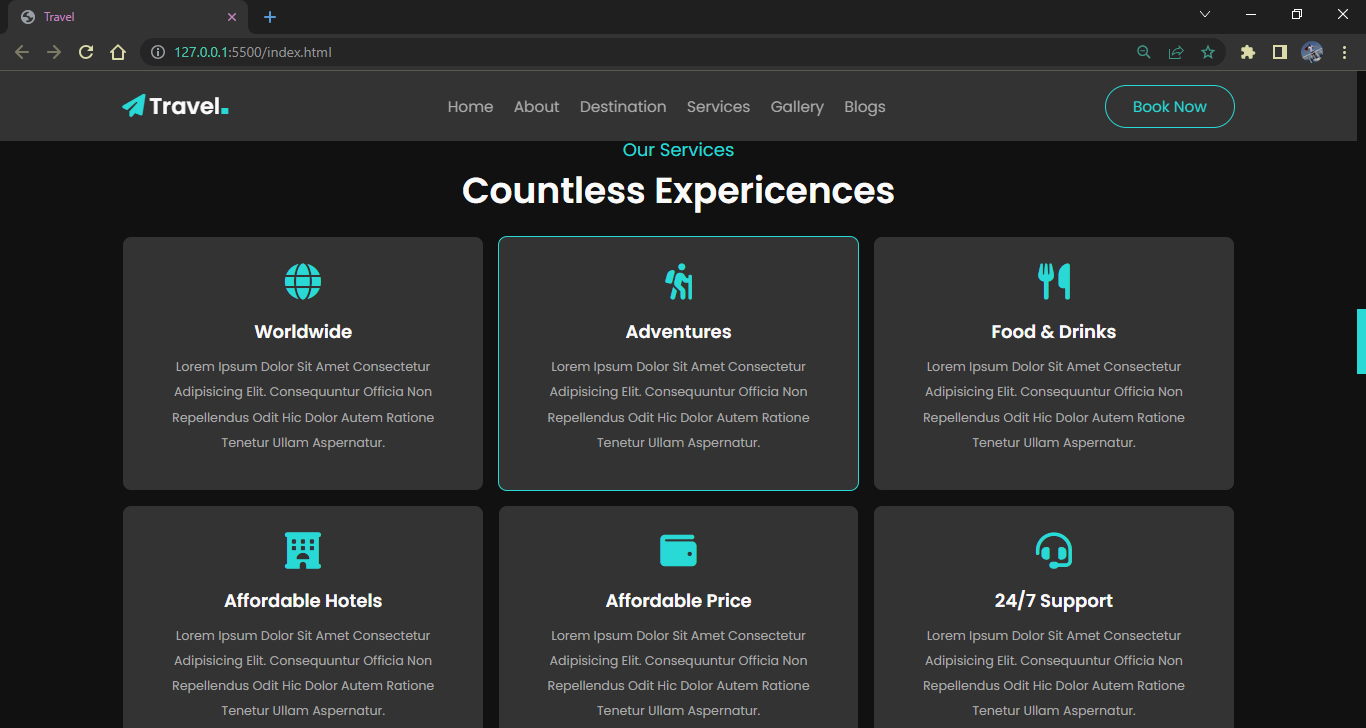 Travel
127.0.0.1:5500/index.html
Travel.
Home About Destination Services Gallery Blogs
Book Now
Our Services
Countless Expericences
Worldwide
Lorem Ipsum Dolor Sit Amet Consectetur
Adipisicing Elit. Consequuntur Officia Non
Repellendus Odit Hic Dolor Autem Ratione
Tenetur Ullam Aspernatur.
Adventures
Lorem Ipsum Dolor Sit Amet Consectetur
Adipisicing Elit. Consequuntur Officia Non
Repellendus Odit Hic Dolor Autem Ratione
Tenetur Ullam Aspernatur.
Food & Drinks
Lorem Ipsum Dolor Sit Amet Consectetur
Adipisicing Elit. Consequuntur Officia Non
Repellendus Odit Hic Dolor Autem Ratione
Tenetur Ullam Aspernatur.
Affordable Hotels
Lorem Ipsum Dolor Sit Amet Consectetur
Adipisicing Elit. Consequuntur Officia Non
Repellendus Odit Hic Dolor Autem Ratione
Tenetur Ullam Aspernatur.
Affordable Price
Lorem Ipsum Dolor Sit Amet Consectetur
Adipisicing Elit. Consequuntur Officia Non
Repellendus Odit Hic Dolor Autem Ratione
Tenetur Ullam Aspernatur.
24/7 Support
Lorem Ipsum Dolor Sit Amet Consectetur
Adipisicing Elit. Consequuntur Officia Non
Repellendus Odit Hic Dolor Autem Ratione
Tenetur Ullam Aspernatur.